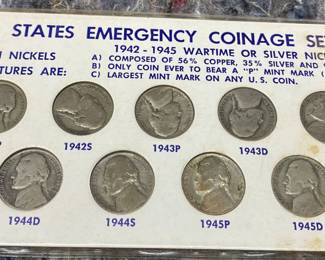 STATES EMERGENCY COINAGE SE
1942 - 1945 WARTIME OR SILVER NICK
NICKELS A) COMPOSED OF 56% COPPER, 35% SILVER AND
TURES ARE: B) ONLY COIN EVER TO BEAR A "P" MINT MARK
C) LARGEST MINT MARK ON ANY U.S. COIN.
1942S 1943P 1943D
1944D 1944S 1945P 1945D